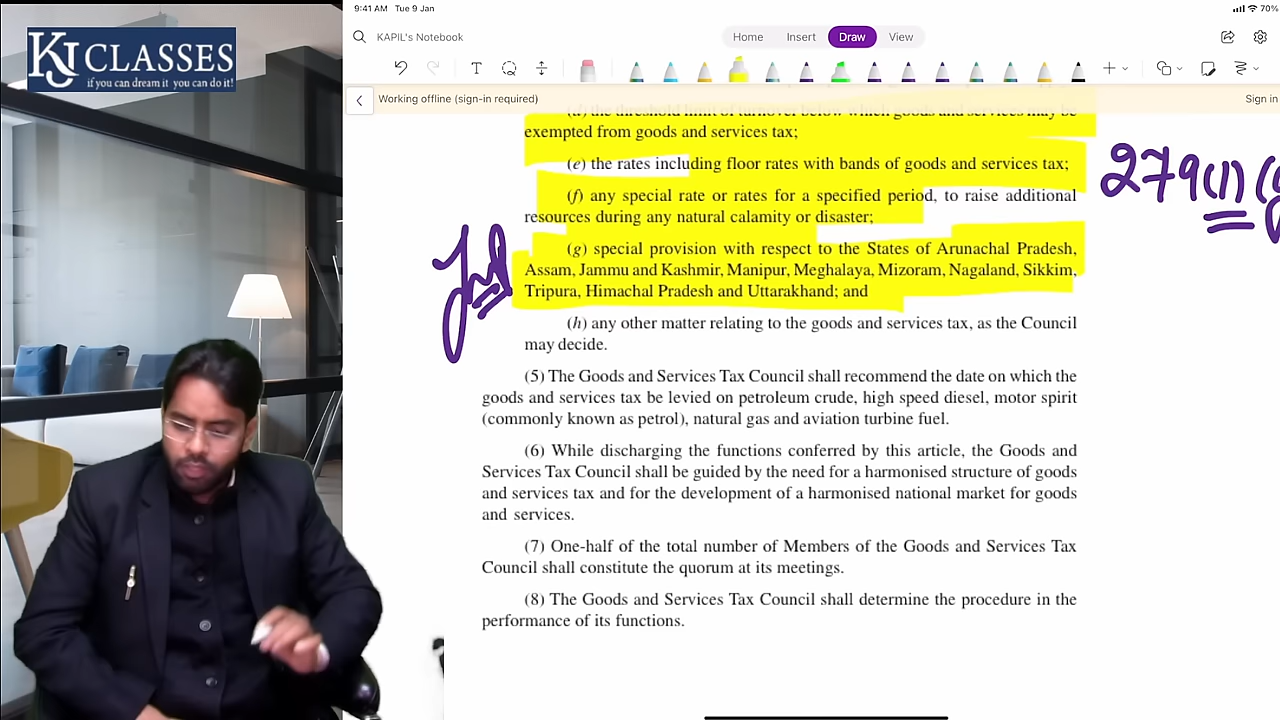 9:41 AM Tue 9 Jan
70%
KJ CLASSES
if you can dream it you can do it!
KAPIL's Notebook
Home Insert Draw View
Working offline (sign-in required)
Sign in
(d) the threshold limit of turnover below which goods and services may be
exempted from goods and services tax;
(e) the rates including floor rates with bands of goods and services tax;
279(1)
(f) any special rate or rates for a specified period, to raise additional
resources during any natural calamity or disaster;
(g) special provision with respect to the States of Arunachal Pradesh,
Assam, Jammu and Kashmir, Manipur, Meghalaya, Mizoram, Nagaland, Sikkim,
Tripura, Himachal Pradesh and Uttarakhand; and
(h) any other matter relating to the goods and services tax, as the Council
may decide.
(5) The Goods and Services Tax Council shall recommend the date on which the
goods and services tax be levied on petroleum crude, high speed diesel, motor spirit
(commonly known as petrol), natural gas and aviation turbine fuel.
(6) While discharging the functions conferred by this article, the Goods and
Services Tax Council shall be guided by the need for a harmonised structure of goods
and services tax and for the development of a harmonised national market for goods
and services.
(7) One-half of the total number of Members of the Goods and Services Tax
Council shall constitute the quorum at its meetings.
(8) The Goods and Services Tax Council shall determine the procedure in the
performance of its functions.